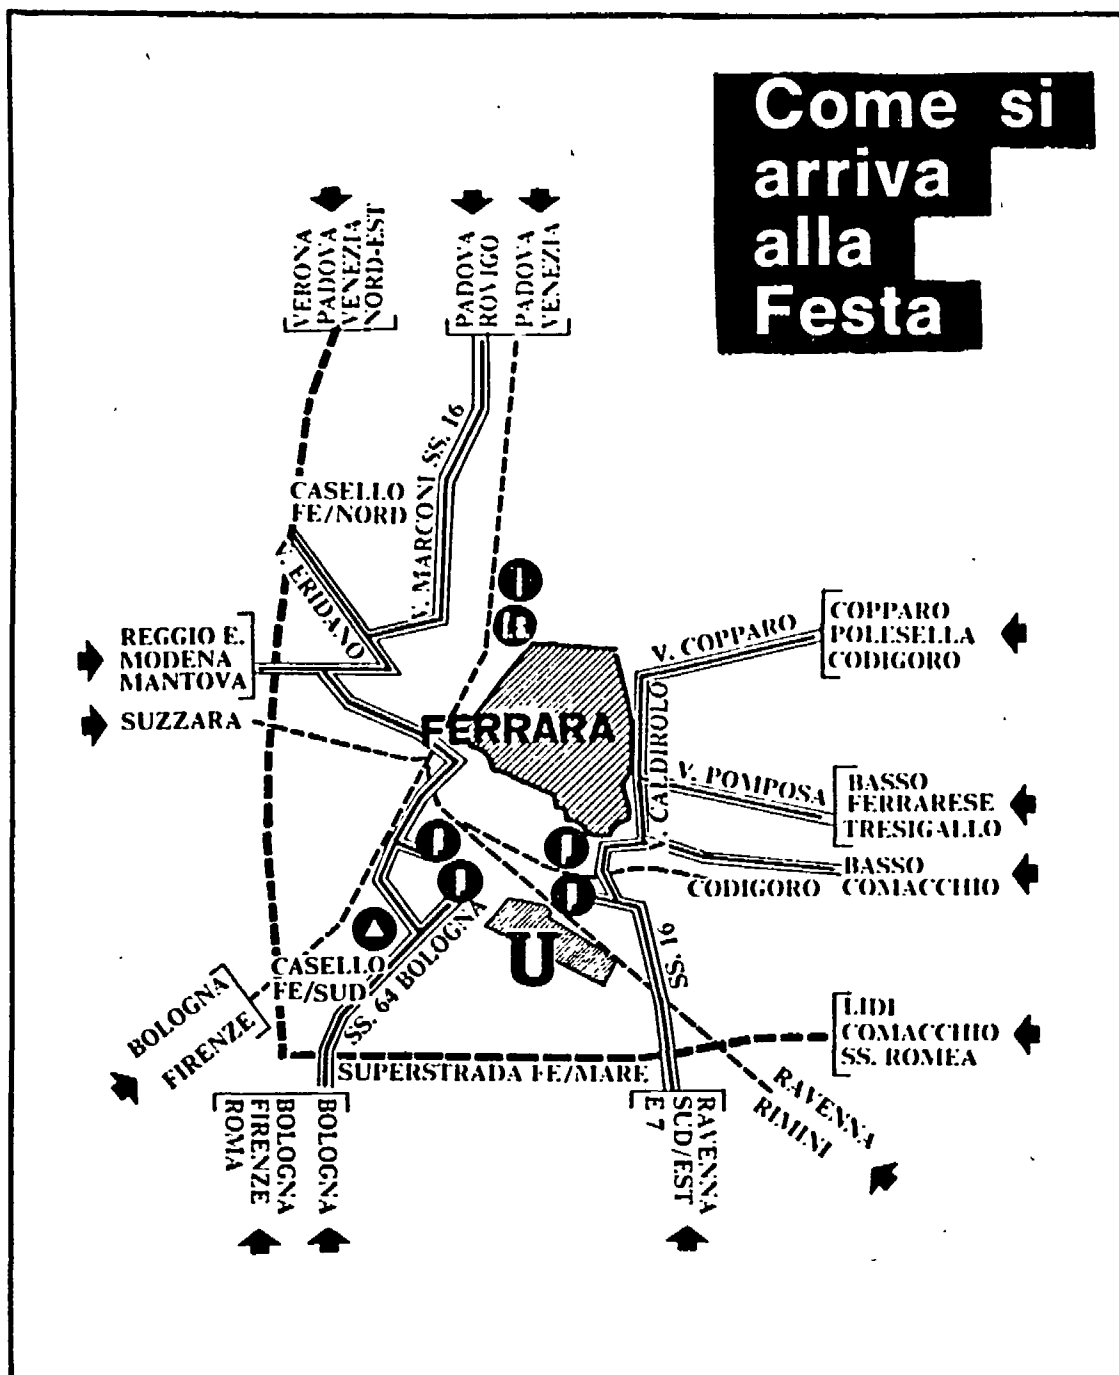 Come si
arriva
alla
Festa
VERONA
PADOVA
VENEZIA
NORD-EST
PADOVA
ROVIGO
PADOVA
VENEZIA
V. MARCONI SS. 16
CASELLO
FE/NORD
V. ERIDANO
REGGIO E.
MODENA
MANTOVA
SUZZARA
FERRARA
V. COPPARO
COPPARO
POLESELLA
CODIGORO
V. CALDIROLO
V. POMPOSA
BASSO
FERRARESE
TRESIGALLO
BASSO
COMACCHIO
CODIGORO
U
SS. 16
CASELLO
FE/SUD
SS. 64 BOLOGNA
BOLOGNA
FIRENZE
SUPERSTRADA FE/MARE
LIDI
COMACCHIO
SS. ROMEA
RAVENNA
RIMINI
BOLOGNA
BOLOGNA
FIRENZE
ROMA
RAVENNA
SUD/EST
E 7